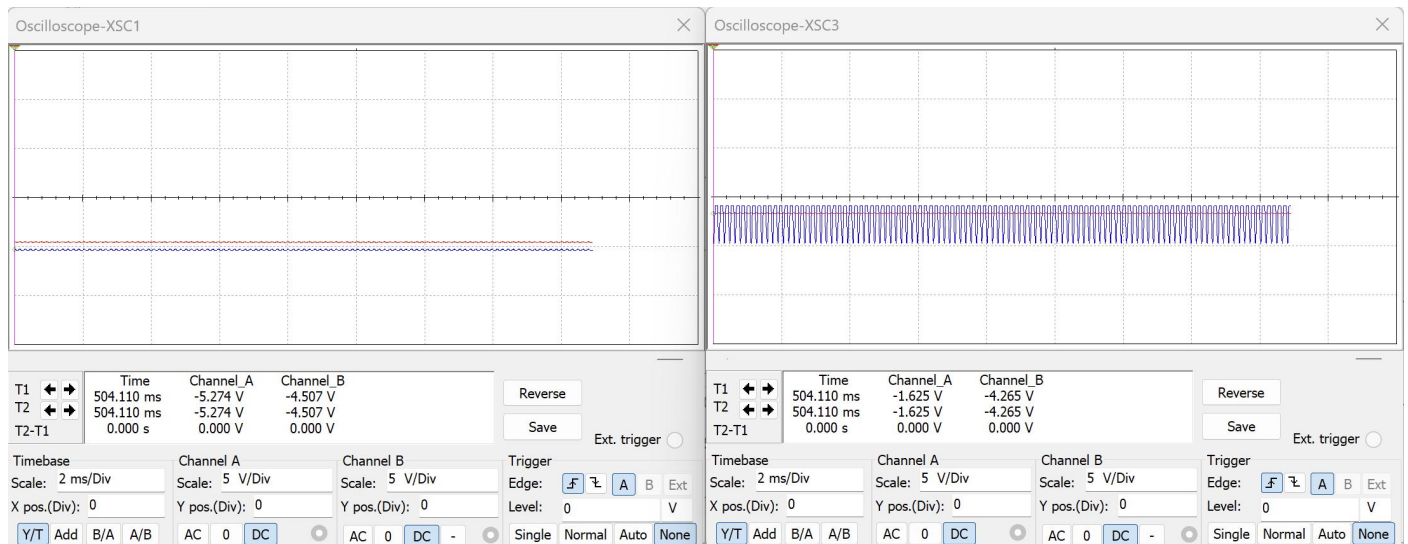 Oscilloscope-XSC1
Time Channel_A Channel_B
T1 504.110 ms -5.274 V -4.507 V
T2 504.110 ms -5.274 V -4.507 V
T2-T1 0.000 s 0.000 V 0.000 V
Reverse
Save
Ext. trigger
Timebase
Scale: 2 ms/Div
X pos.(Div): 0
Y/T Add B/A A/B
Channel A
Scale: 5 V/Div
Y pos.(Div): 0
AC 0 DC
Channel B
Scale: 5 V/Div
Y pos.(Div): 0
AC 0 DC -
Trigger
Edge: A B Ext
Level: 0 V
Single Normal Auto None
Oscilloscope-XSC3
Time Channel_A Channel_B
T1 504.110 ms -1.625 V -4.265 V
T2 504.110 ms -1.625 V -4.265 V
T2-T1 0.000 s 0.000 V 0.000 V
Reverse
Save
Ext. trigger
Timebase
Scale: 2 ms/Div
X pos.(Div): 0
Y/T Add B/A A/B
Channel A
Scale: 5 V/Div
Y pos.(Div): 0
AC 0 DC
Channel B
Scale: 5 V/Div
Y pos.(Div): 0
AC 0 DC -
Trigger
Edge: A B Ext
Level: 0 V
Single Normal Auto None